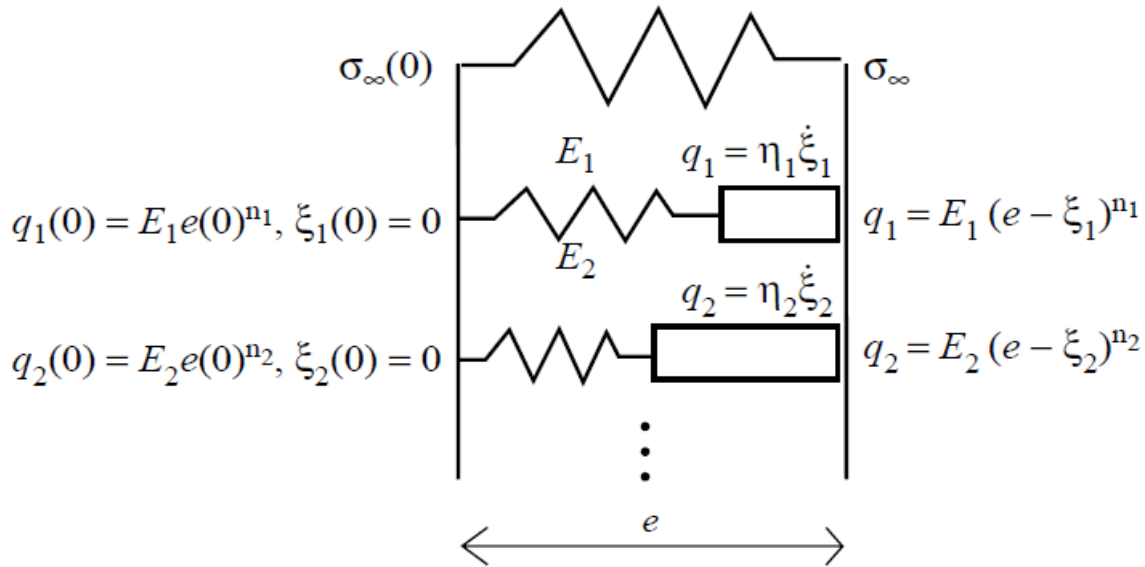 σ∞(0) σ∞
E₁ q₁ = η₁ξ̇₁
q₁(0) = E₁e(0)ⁿ¹, ξ₁(0) = 0 q₁ = E₁ (e – ξ₁)ⁿ¹
E₂
q₂ = η₂ξ̇₂
q₂(0) = E₂e(0)ⁿ², ξ₂(0) = 0 q₂ = E₂ (e – ξ₂)ⁿ²
e